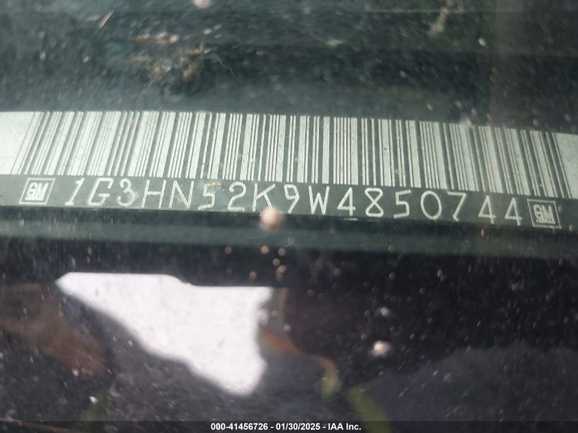 GM 1G3HN52K9W4850744 GM
000-41456726 - 01/30/2025 - IAA Inc.